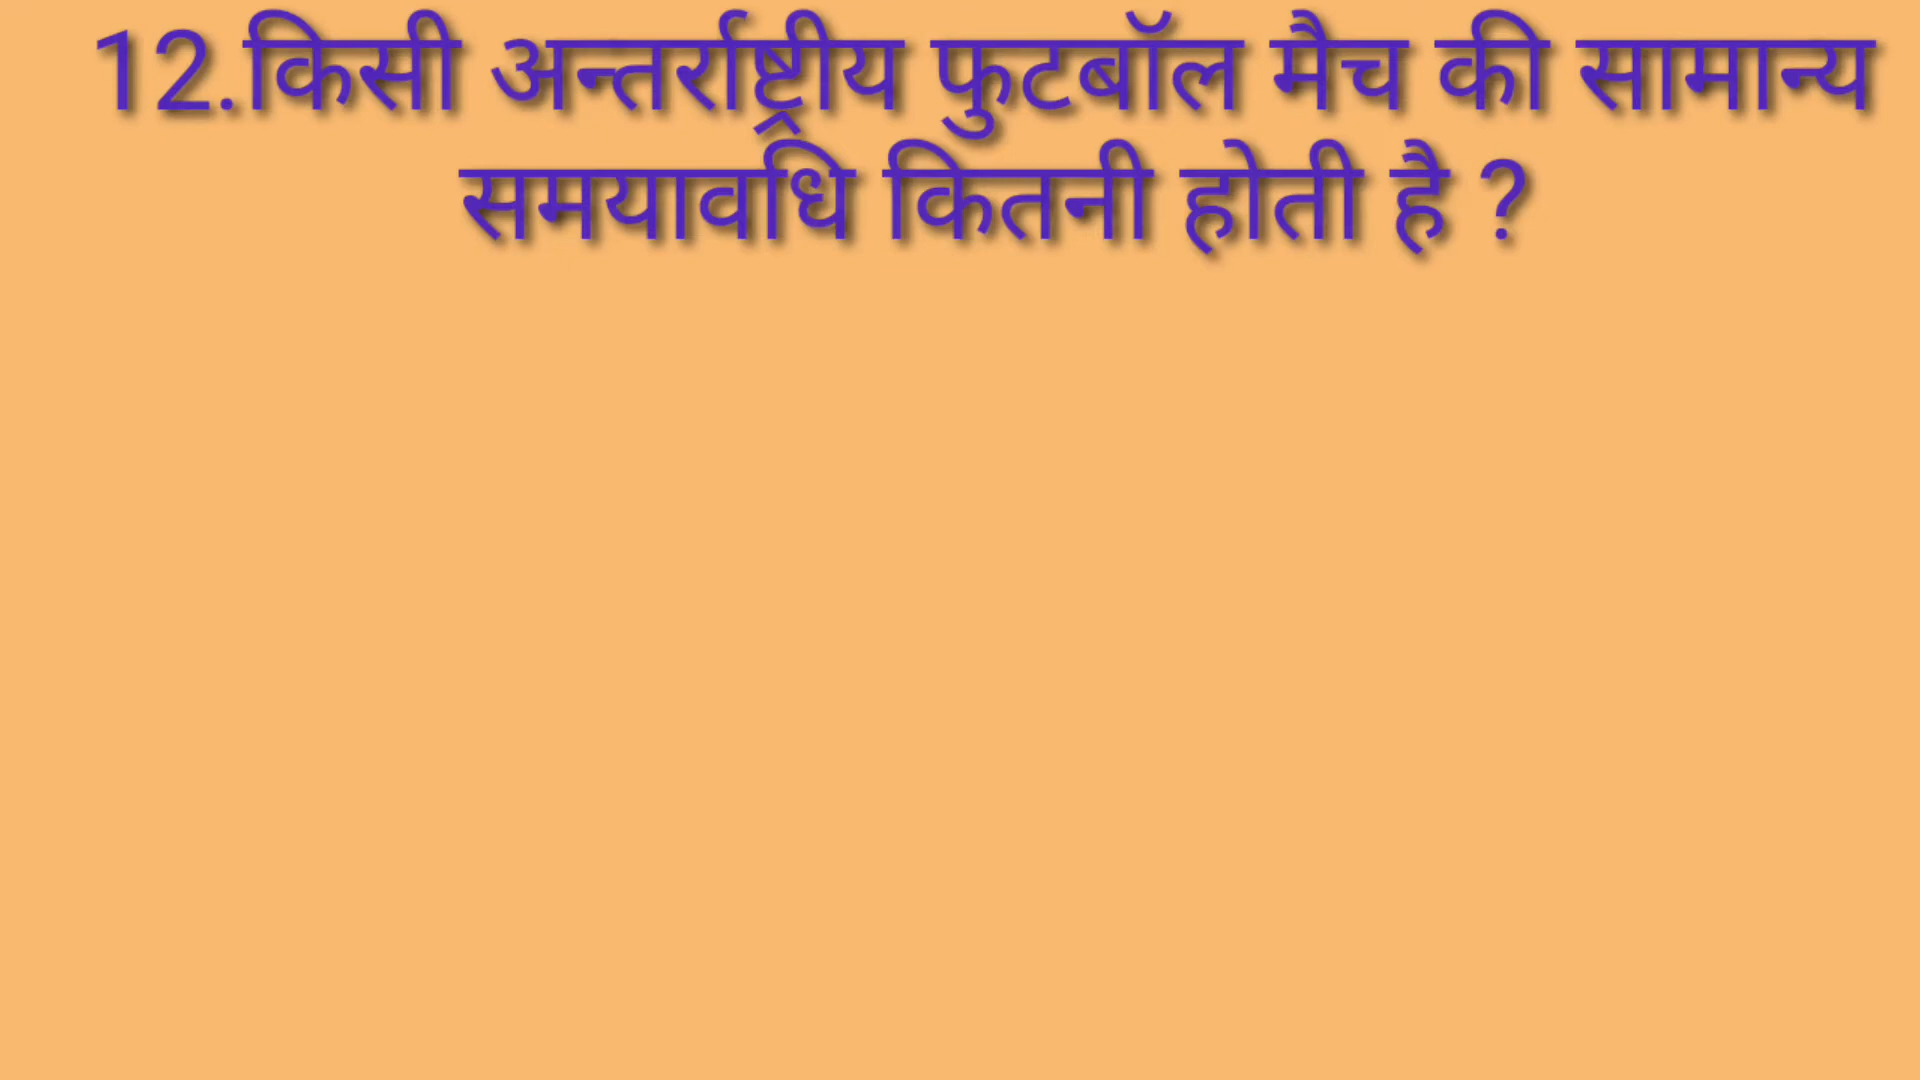 12.किसी अन्तर्राष्ट्रीय फुटबॉल मैच की सामान्य
समयावधि कितनी होती है ?